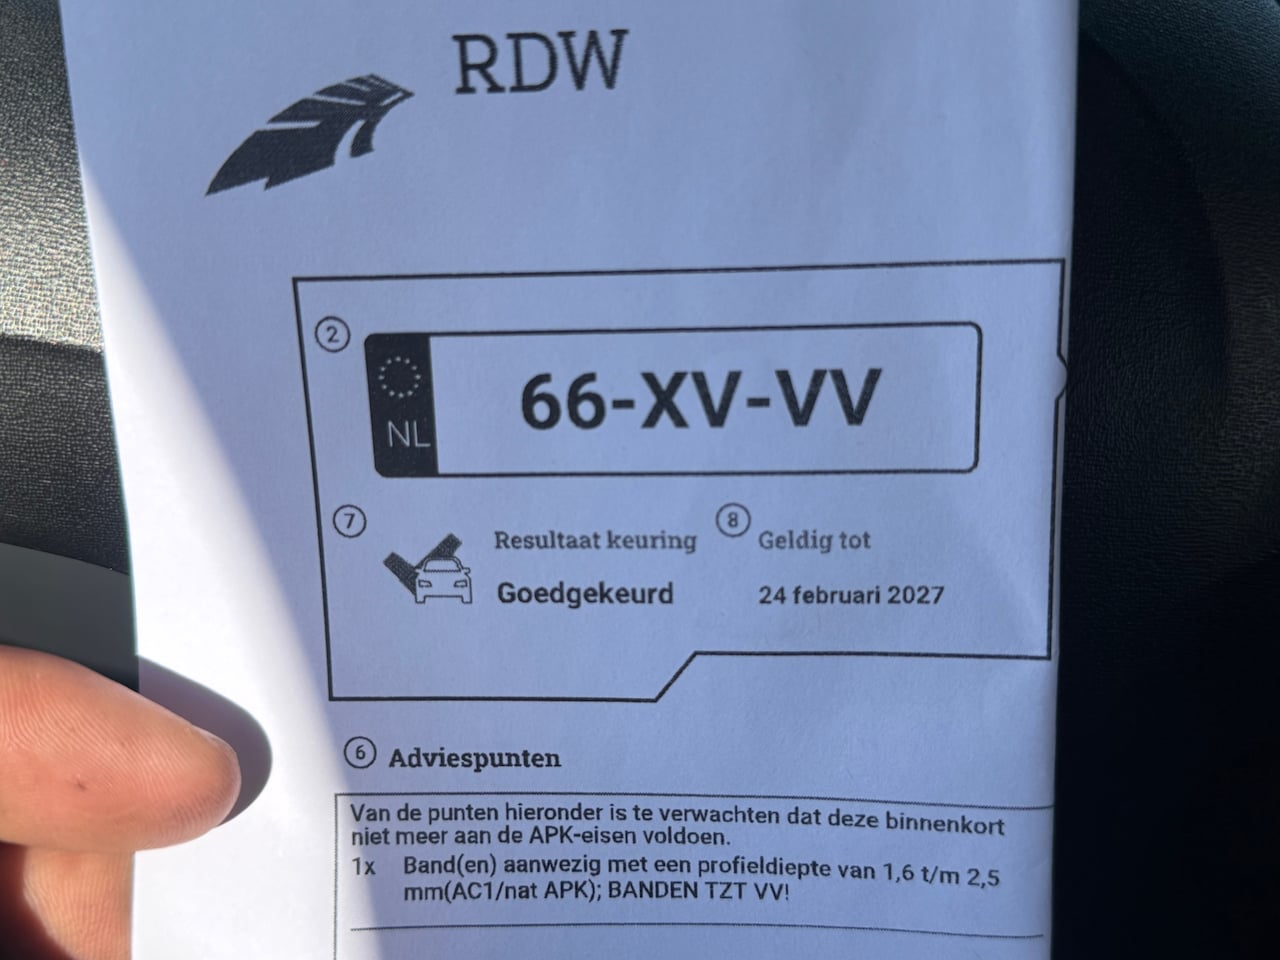 RDW
2
NL
66-XV-VV
7
Resultaat keuring
8
Geldig tot
Goedgekeurd
24 februari 2027
6 Adviespunten
Van de punten hieronder is te verwachten dat deze binnenkort
niet meer aan de APK-eisen voldoen.
1x Band(en) aanwezig met een profieldiepte van 1,6 t/m 2,5
mm(AC1/nat APK); BANDEN TZT VV!